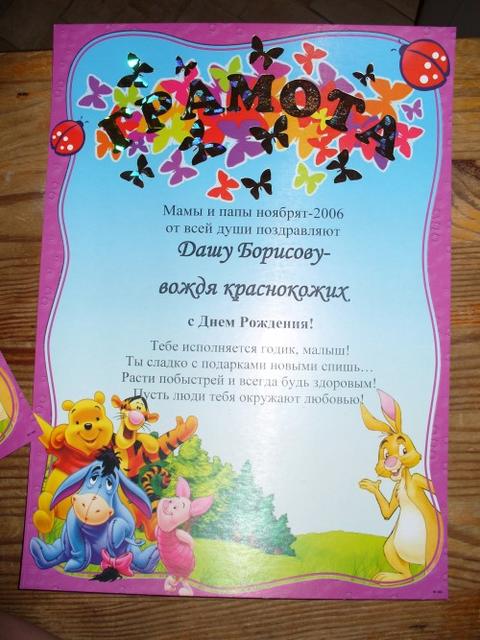 ГРАМОТА
Мамы и папы ноябрят-2006
от всей души поздравляют
Дашу Борисову-
вождя краснокожих
с Днем Рождения!
Тебе исполняется годик, малыш!
Ты сладко с подарками новыми спишь…
Расти побыстрей и всегда будь здоровым!
Пусть люди тебя окружают любовью!